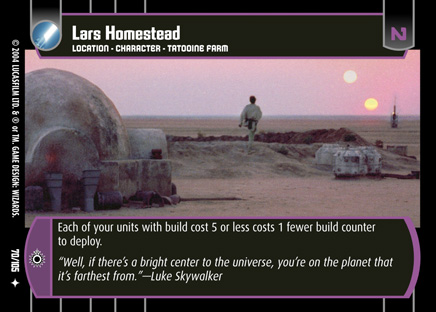 Lars Homestead
LOCATION - CHARACTER - TATOOINE FARM
N
Each of your units with build cost 5 or less costs 1 fewer build counter
to deploy.
“Well, if there's a bright center to the universe, you're on the planet that
it's farthest from.”—Luke Skywalker
© 2004 LUCASFILM LTD. & ® or TM. GAME DESIGN: WIZARDS.
70/105